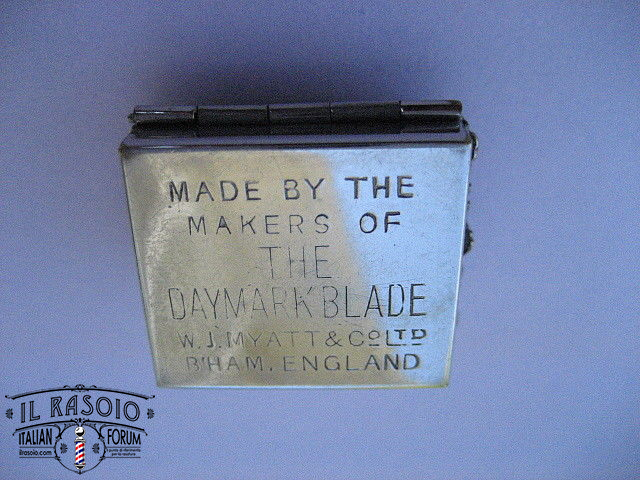 MADE BY THE
MAKERS OF
THE
DAYMARK BLADE
W.J. MYATT & Co LTD
B'HAM. ENGLAND
IL RASOIO
ITALIAN FORUM
ilrasoio.com